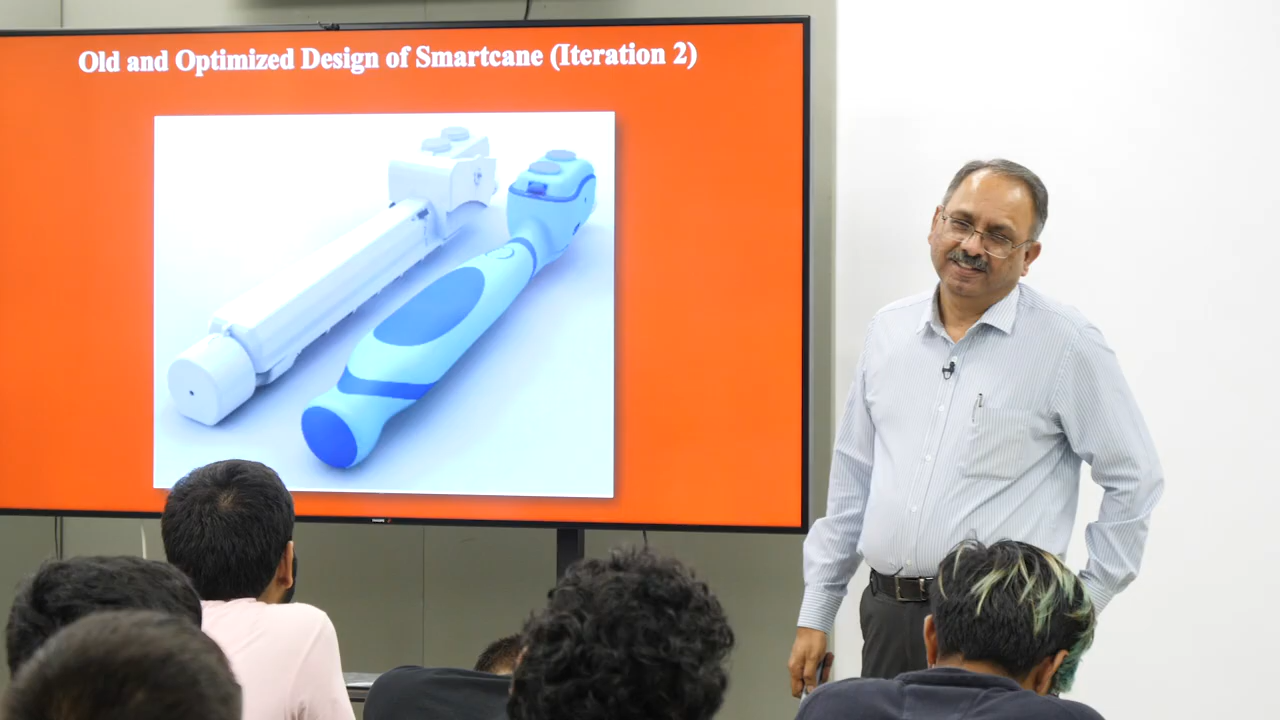 Old and Optimized Design of Smartcane (Iteration 2)